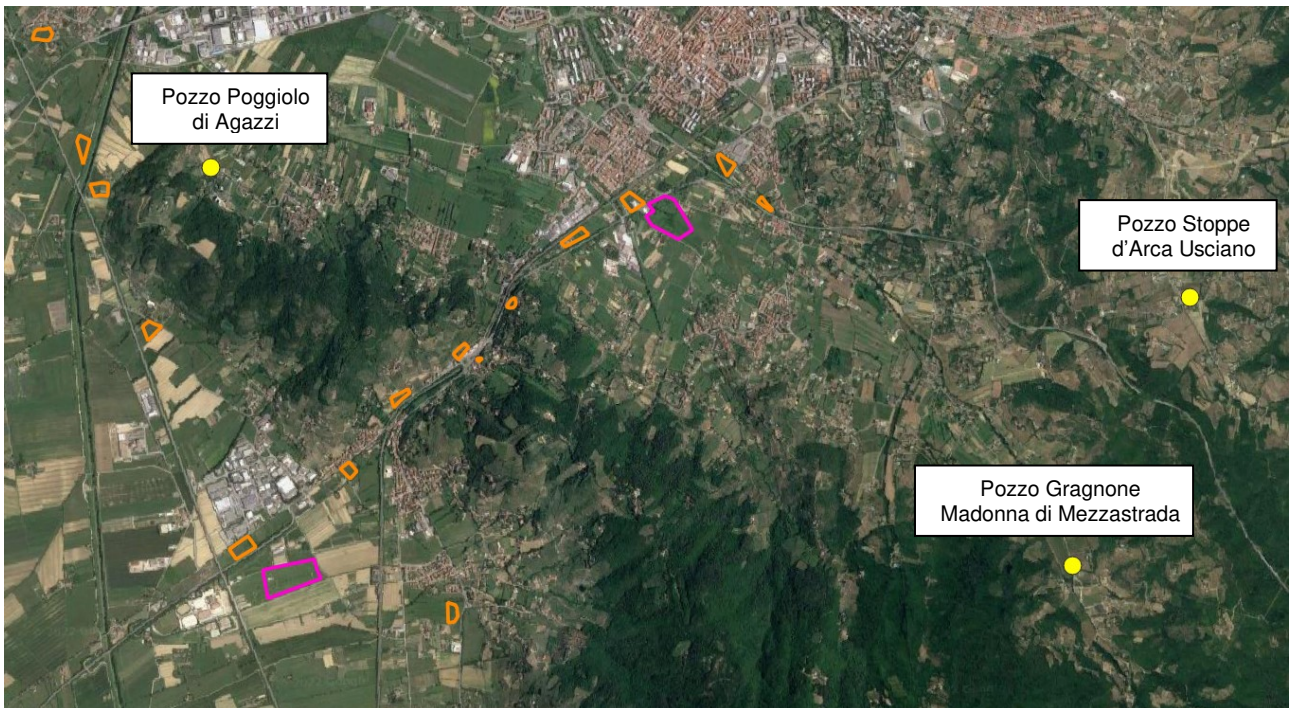 Pozzo Poggiolo
di Agazzi
Pozzo Stoppe
d'Arca Usciano
Pozzo Gragnone
Madonna di Mezzastrada